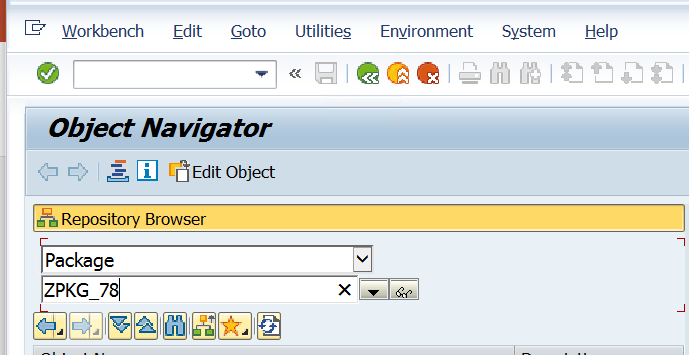 Workbench Edit Goto Utilities Environment System Help
Object Navigator
Edit Object
Repository Browser
Package
ZPKG_78